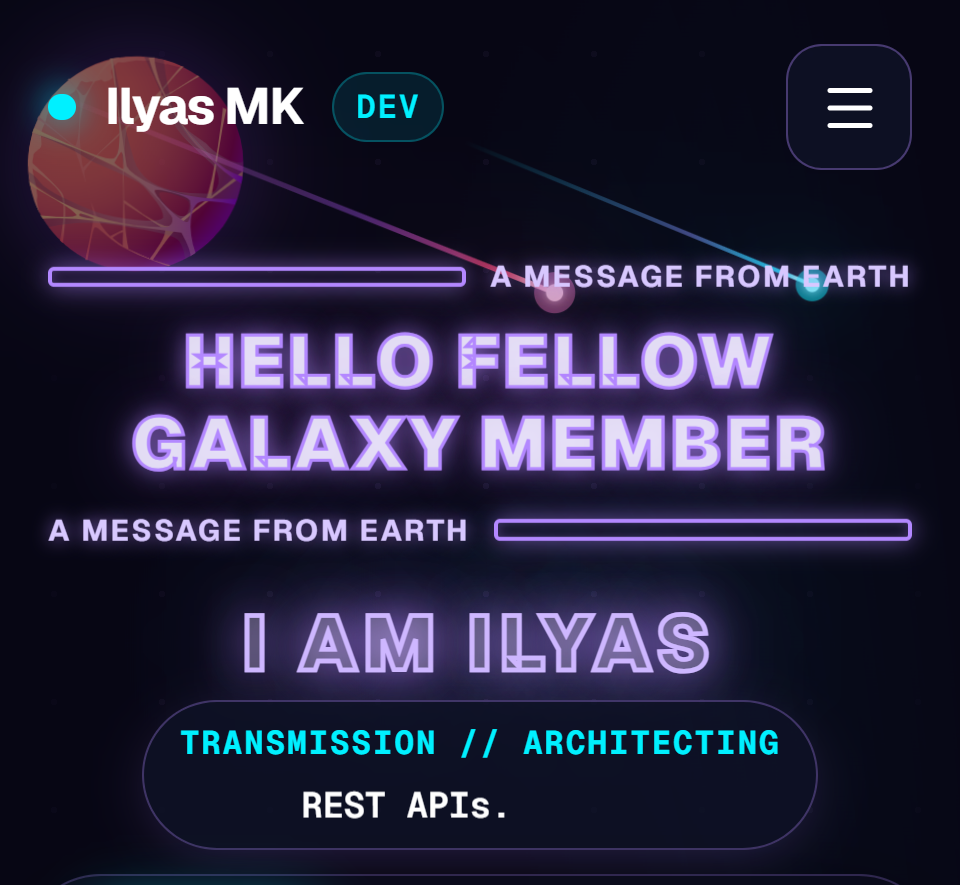 Ilyas MK DEV
A MESSAGE FROM EARTH
HELLO FELLOW
GALAXY MEMBER
A MESSAGE FROM EARTH
I AM ILYAS
TRANSMISSION // ARCHITECTING
REST APIs.